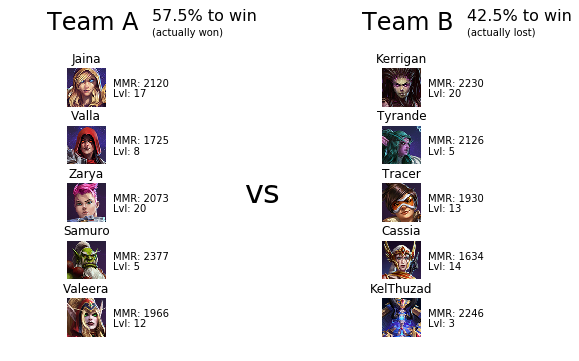 Team A 57.5% to win
(actually won)
Jaina
MMR: 2120
Lvl: 17
Valla
MMR: 1725
Lvl: 8
Zarya
MMR: 2073
Lvl: 20
Samuro
MMR: 2377
Lvl: 5
Valeera
MMR: 1966
Lvl: 12
vs
Team B 42.5% to win
(actually lost)
Kerrigan
MMR: 2230
Lvl: 20
Tyrande
MMR: 2126
Lvl: 5
Tracer
MMR: 1930
Lvl: 13
Cassia
MMR: 1634
Lvl: 14
KelThuzad
MMR: 2246
Lvl: 3